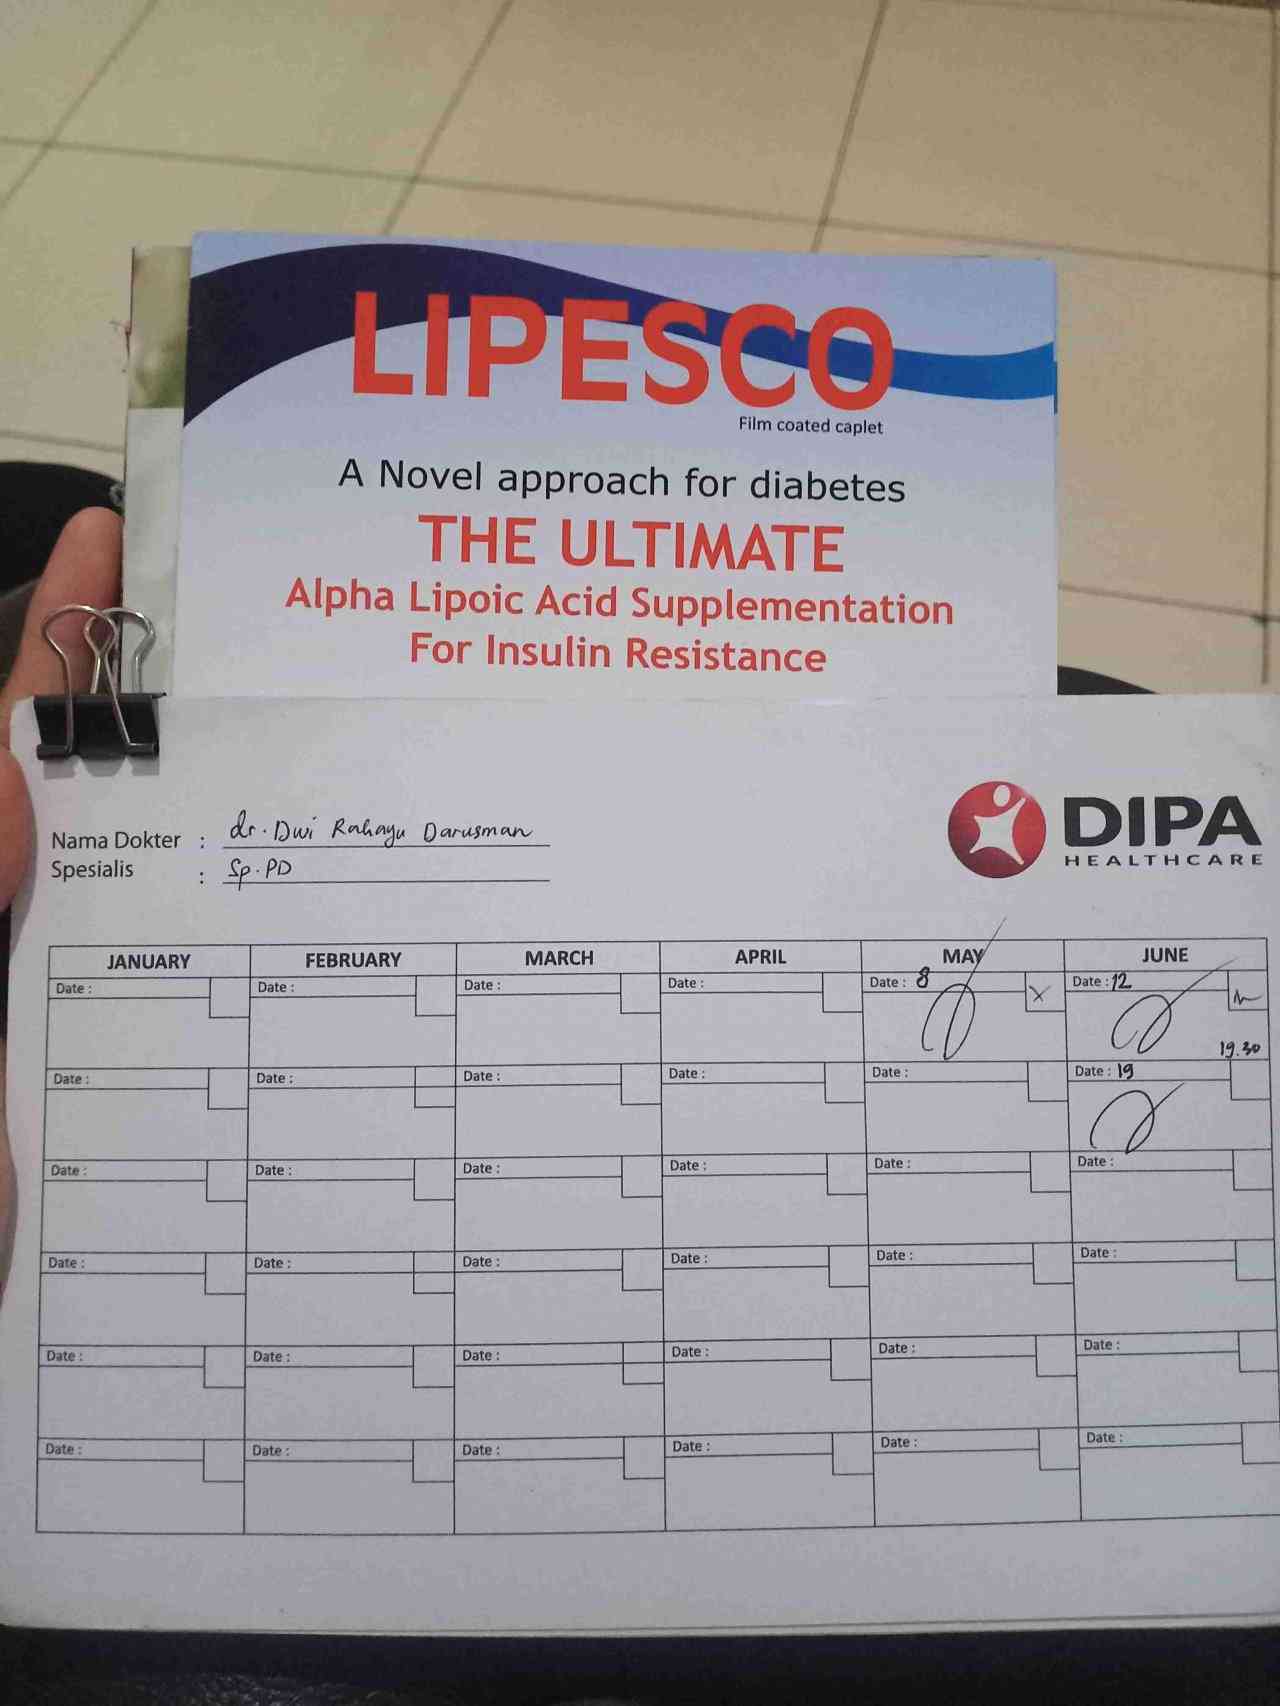 LIPESCO
Film coated caplet
A Novel approach for diabetes
THE ULTIMATE
Alpha Lipoic Acid Supplementation
For Insulin Resistance
Nama Dokter : dr. Dwi Rahayu Darusman
Spesialis : Sp.PD
DIPA
HEALTHCARE
JANUARY FEBRUARY MARCH APRIL MAY JUNE
Date : Date : Date : Date : Date : 8 X Date : 12
19.30
Date : Date : Date : Date : Date : Date : 19
Date : Date : Date : Date : Date : Date :
Date : Date : Date : Date : Date : Date :
Date : Date : Date : Date : Date : Date :
Date : Date : Date : Date : Date : Date :